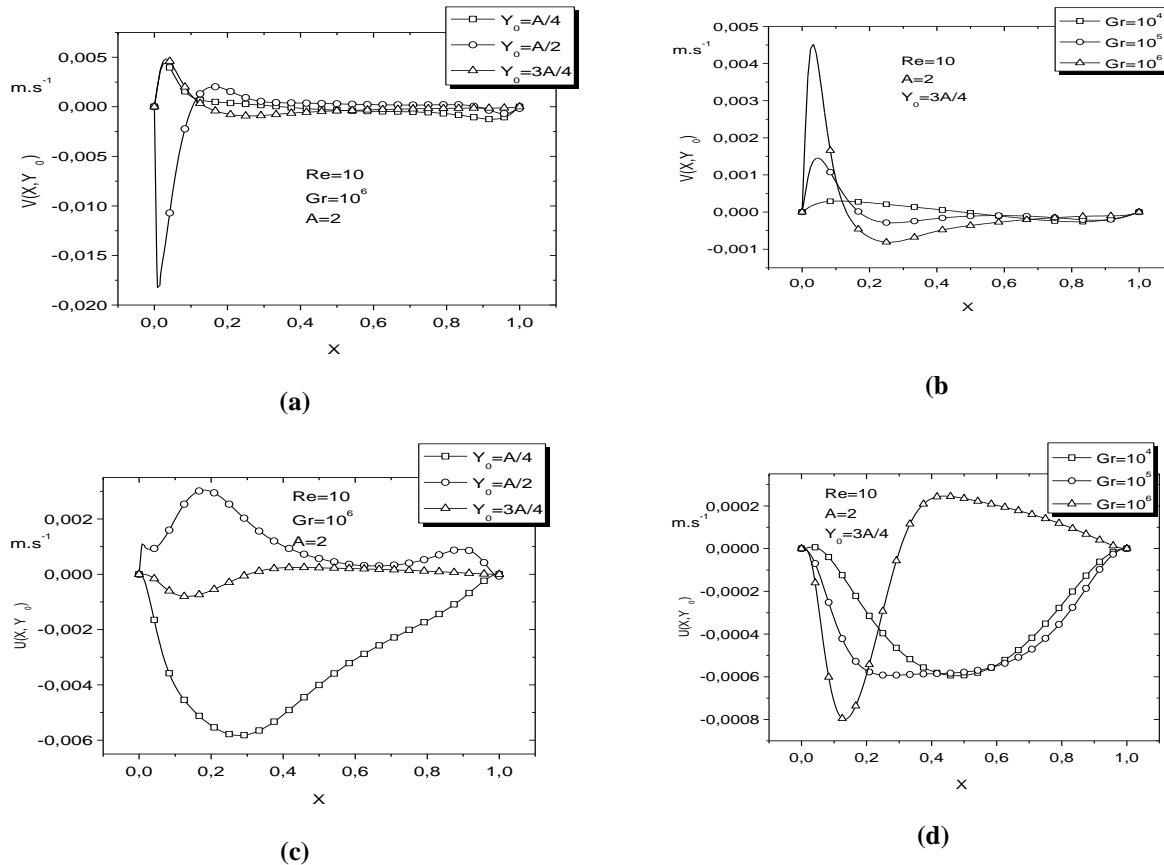 Y₀=A/4
Y₀=A/2
Y₀=3A/4
0,005
m.s⁻¹
0,000
-0,005
-0,010
-0,015
-0,020
V(X,Y₀)
Re=10
Gr=10⁶
A=2
0,0 0,2 0,4 0,6 0,8 1,0
X
(a)
Gr=10⁴
Gr=10⁵
Gr=10⁶
0,005
m.s⁻¹
0,004
0,003
0,002
0,001
0,000
-0,001
V(X,Y₀)
Re=10
A=2
Y₀=3A/4
0,0 0,2 0,4 0,6 0,8 1,0
X
(b)
Y₀=A/4
Y₀=A/2
Y₀=3A/4
0,002
m.s⁻¹
0,000
-0,002
-0,004
-0,006
U(X,Y₀)
Re=10
Gr=10⁶
A=2
0,0 0,2 0,4 0,6 0,8 1,0
X
(c)
Gr=10⁴
Gr=10⁵
Gr=10⁶
0,0002
m.s⁻¹
0,0000
-0,0002
-0,0004
-0,0006
-0,0008
U(X,Y₀)
Re=10
A=2
Y₀=3A/4
0,0 0,2 0,4 0,6 0,8 1,0
X
(d)